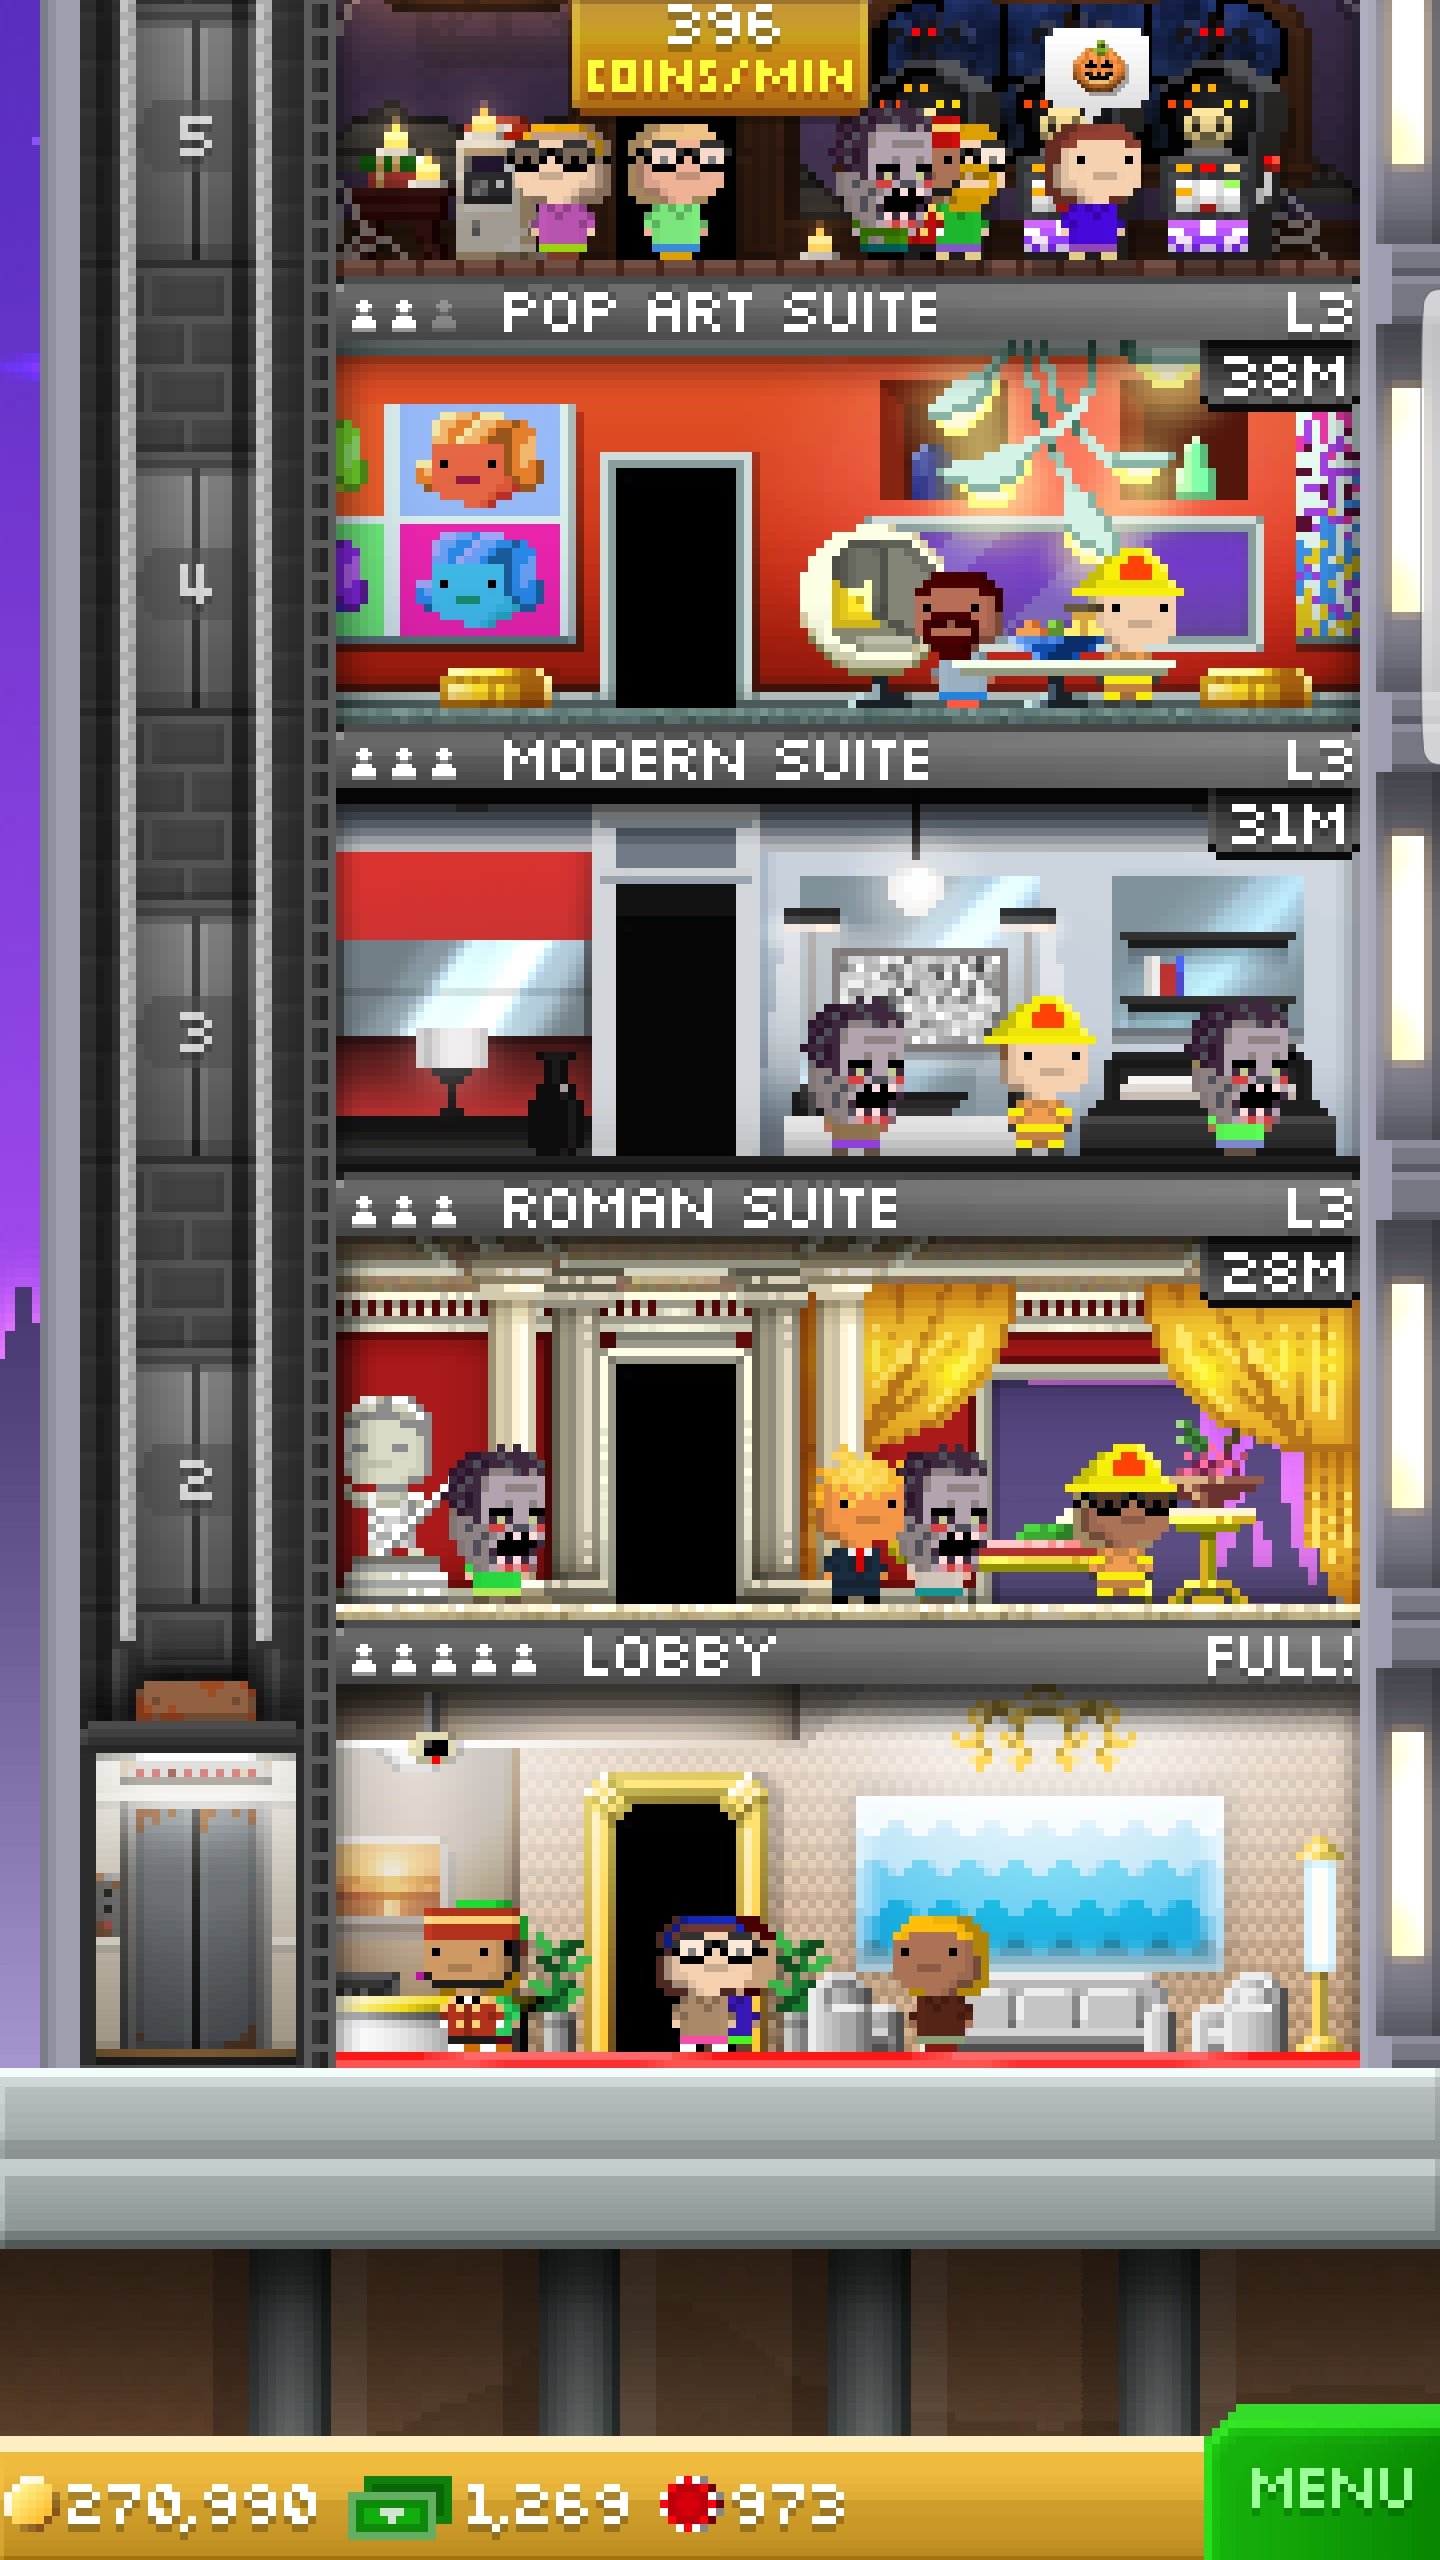 396
COINS/MIN
5
POP ART SUITE L3
38M
4
MODERN SUITE L3
31M
3
ROMAN SUITE L3
28M
2
LOBBY FULL!
270,990 1,269 973 MENU